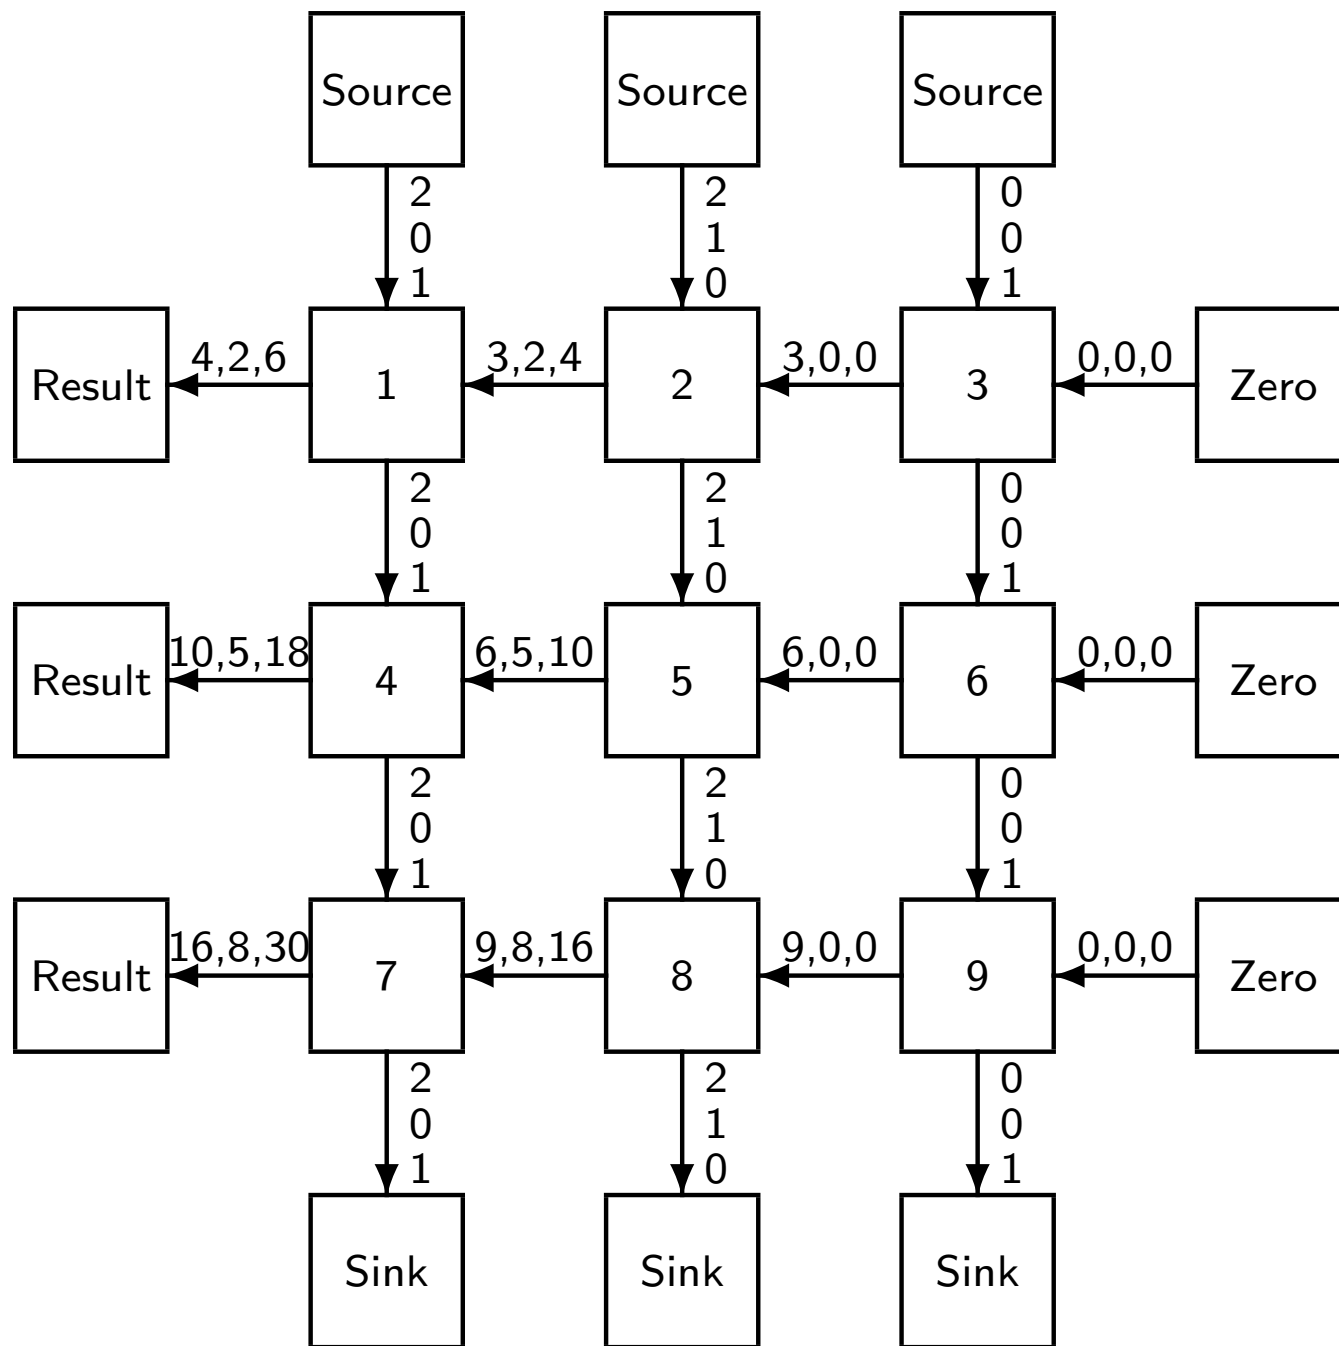 Source Source Source
2 2 0
0 1 0
1 0 1
4,2,6 3,2,4 3,0,0 0,0,0
Result 1 2 3 Zero
2 2 0
0 1 0
1 0 1
10,5,18 6,5,10 6,0,0 0,0,0
Result 4 5 6 Zero
2 2 0
0 1 0
1 0 1
16,8,30 9,8,16 9,0,0 0,0,0
Result 7 8 9 Zero
2 2 0
0 1 0
1 0 1
Sink Sink Sink